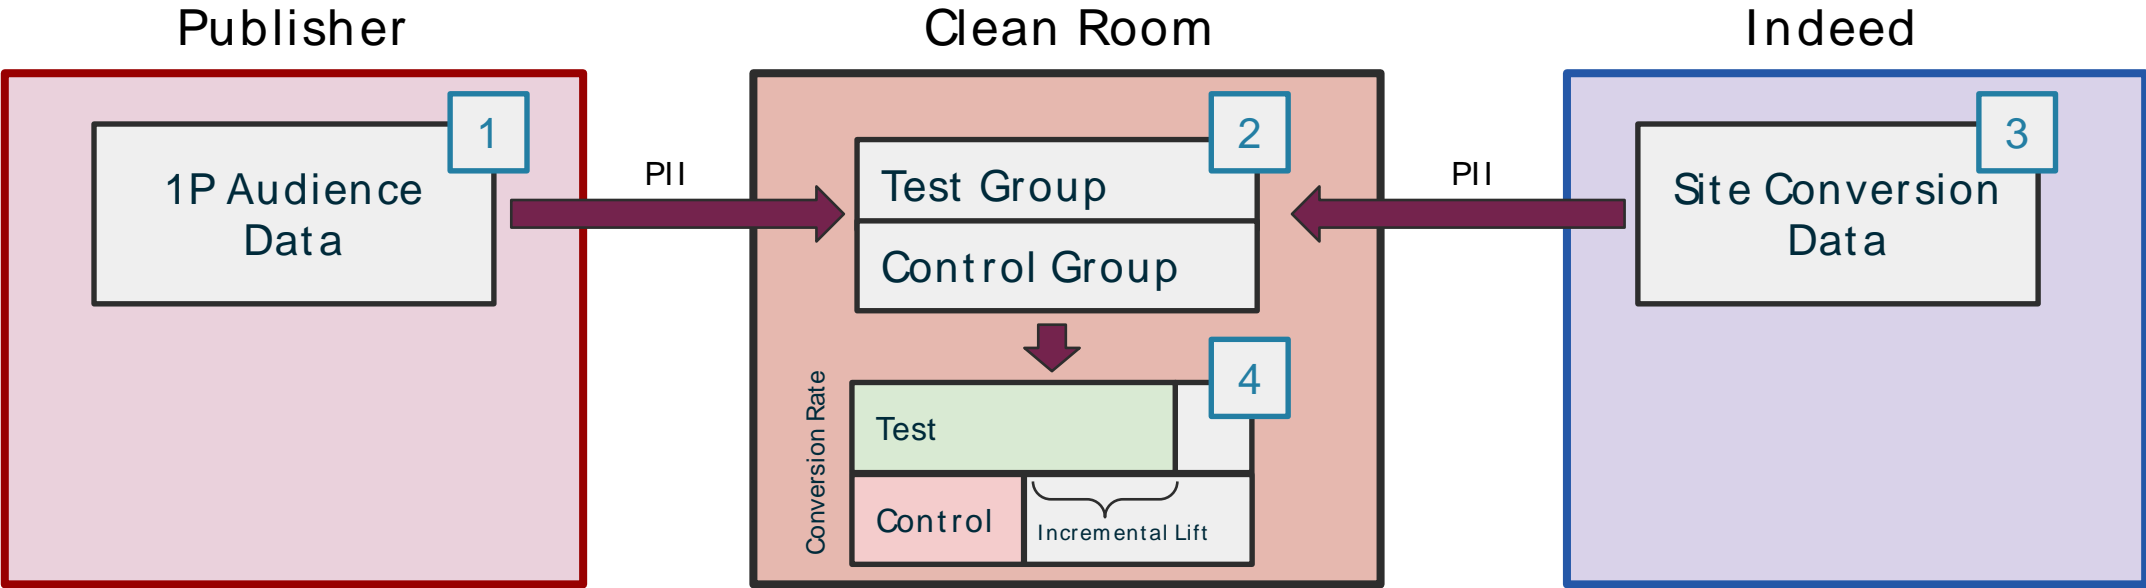 Publisher
Clean Room
Indeed
1
1P Audience
Data
PII
2
Test Group
Control Group
PII
3
Site Conversion
Data
4
Conversion Rate
Test
Control
Incremental Lift